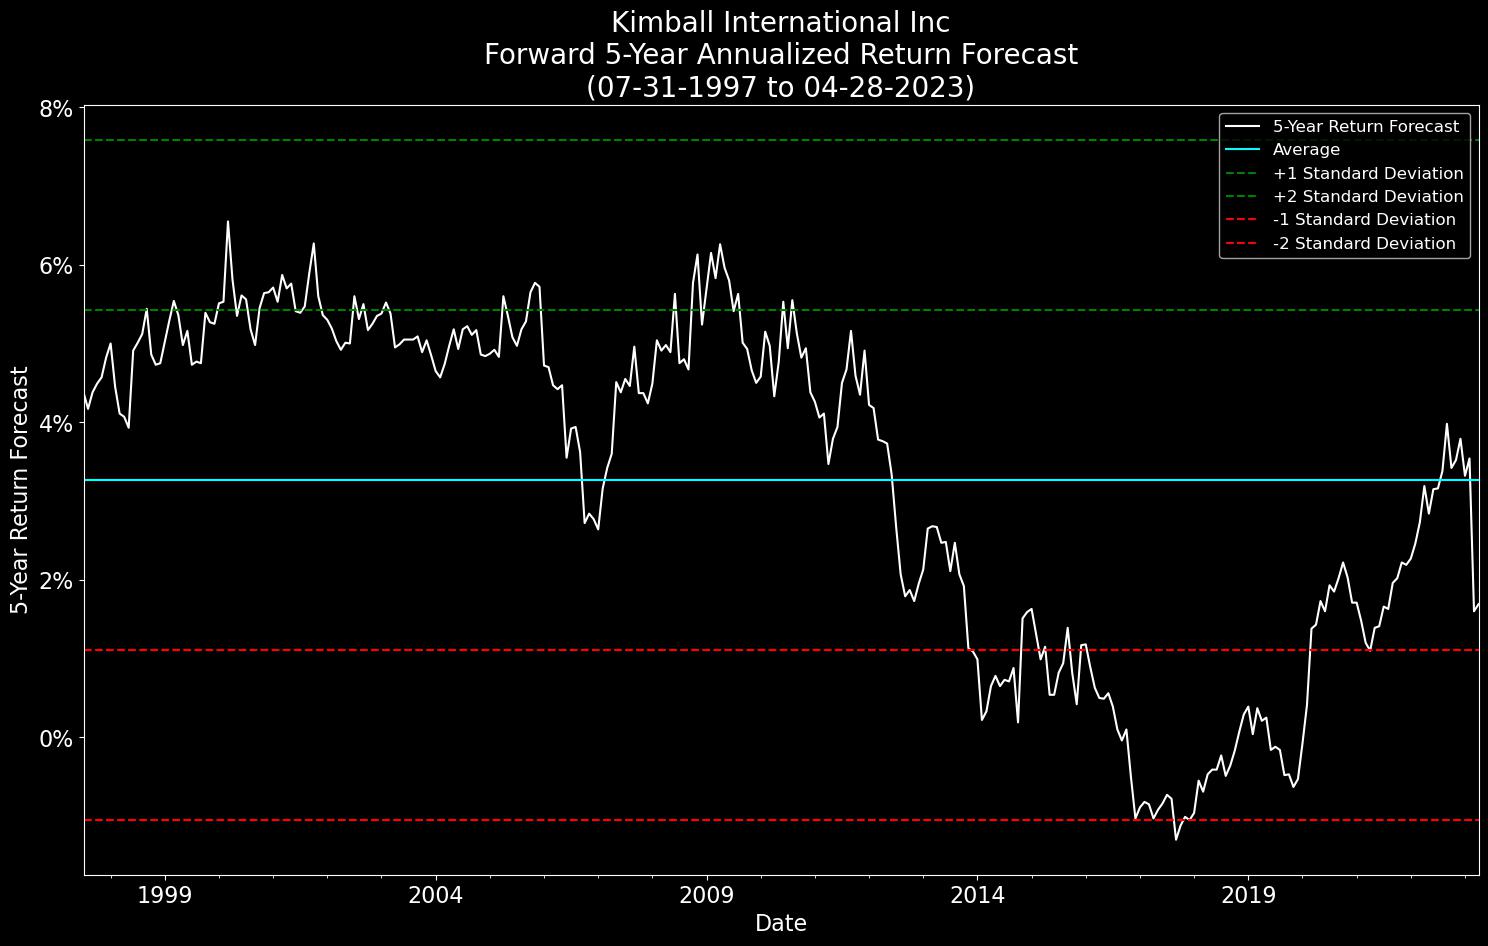 Kimball International Inc
Forward 5-Year Annualized Return Forecast
(07-31-1997 to 04-28-2023)
8%
6%
4%
2%
0%
5-Year Return Forecast
5-Year Return Forecast
Average
+1 Standard Deviation
+2 Standard Deviation
-1 Standard Deviation
-2 Standard Deviation
1999 2004 2009 2014 2019
Date